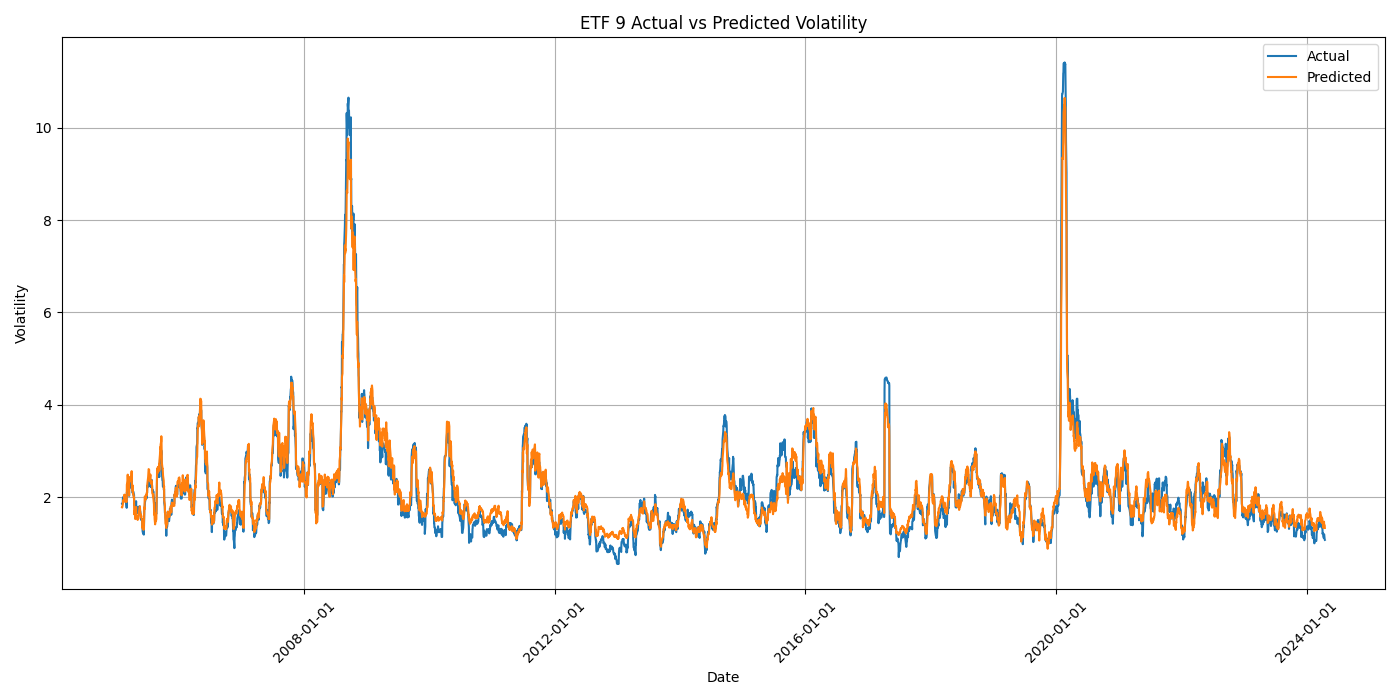 ETF 9 Actual vs Predicted Volatility
Actual
Predicted
Volatility
10
8
6
4
2
2008-01-01
2012-01-01
2016-01-01
2020-01-01
2024-01-01
Date